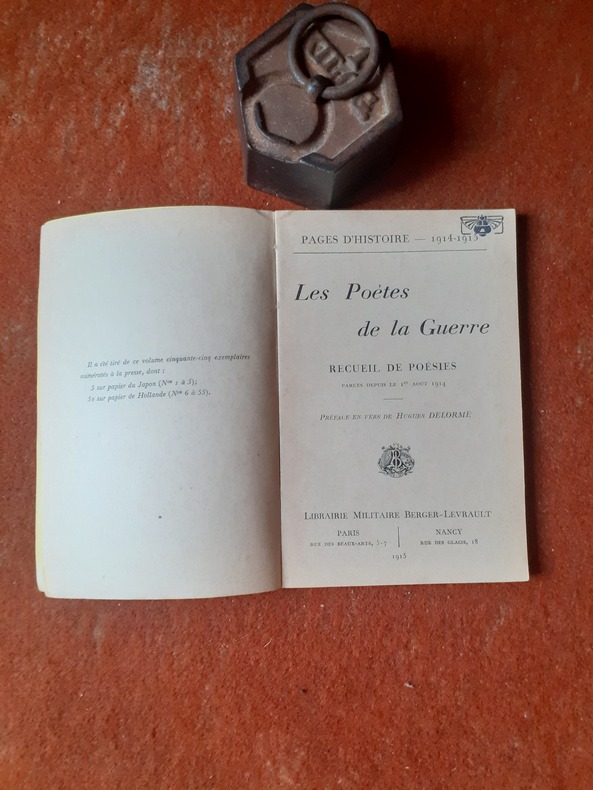 Il a été tiré de ce volume cinquante-cinq exemplaires
numérotés à la presse, dont :
5 sur papier du Japon (Nos 1 à 5);
50 sur papier de Hollande (Nos 6 à 55).
PAGES D'HISTOIRE — 1914-1915
Les Poètes
de la Guerre
RECUEIL DE POÉSIES
PARUES DEPUIS LE 1er AOÛT 1914
PRÉFACE EN VERS DE HUGUES DELORME
LIBRAIRIE MILITAIRE BERGER-LEVRAULT
PARIS
RUE DES BEAUX-ARTS, 5-7
NANCY
RUE DES GLACIS, 18
1915